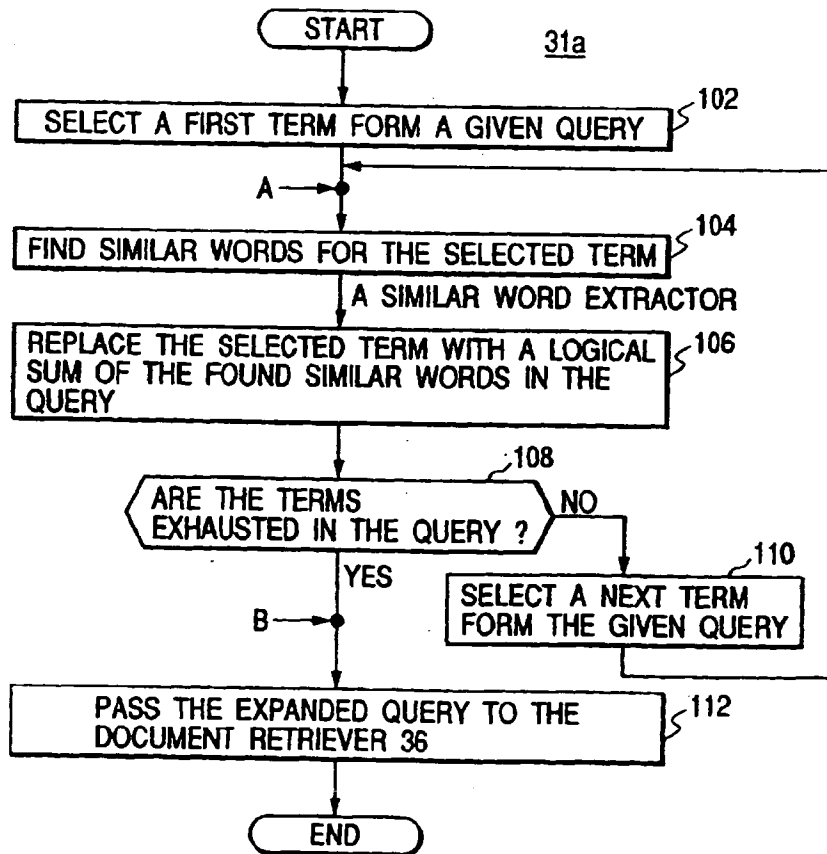 START
31a
102
SELECT A FIRST TERM FORM A GIVEN QUERY
A
104
FIND SIMILAR WORDS FOR THE SELECTED TERM
A SIMILAR WORD EXTRACTOR
REPLACE THE SELECTED TERM WITH A LOGICAL
SUM OF THE FOUND SIMILAR WORDS IN THE
QUERY
106
108
ARE THE TERMS
EXHAUSTED IN THE QUERY ?
NO
YES
110
SELECT A NEXT TERM
FORM THE GIVEN QUERY
B
PASS THE EXPANDED QUERY TO THE
DOCUMENT RETRIEVER 36
112
END